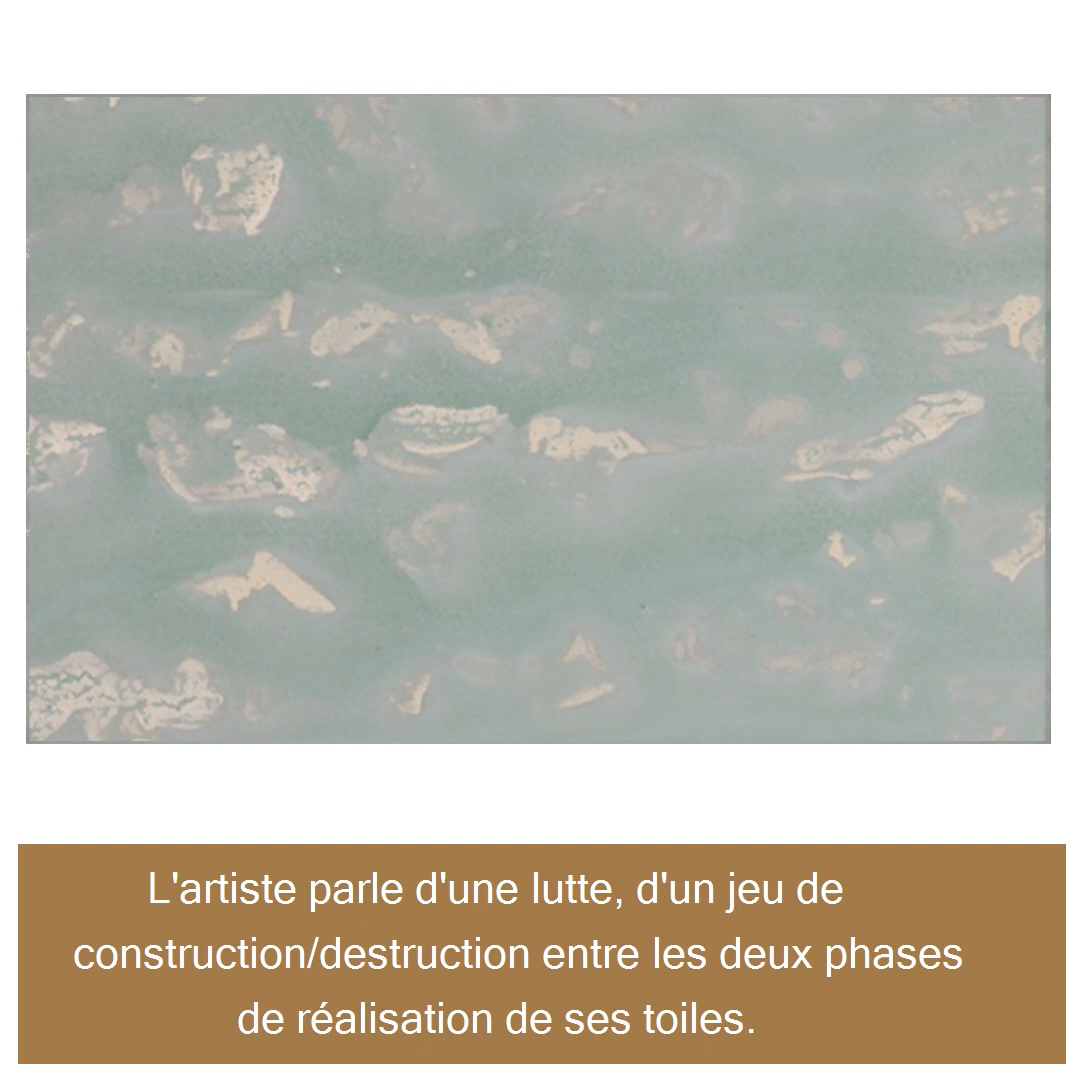 L'artiste parle d'une lutte, d'un jeu de
construction/destruction entre les deux phases
de réalisation de ses toiles.